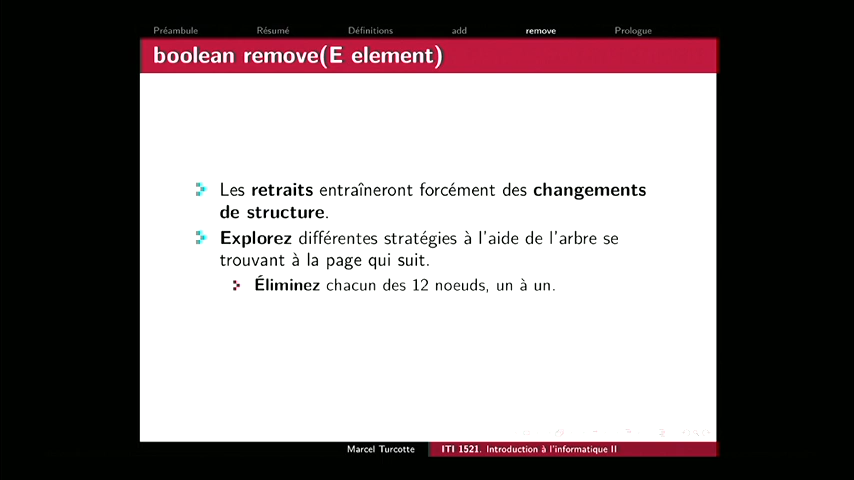 Préambule Résumé Définitions add remove Prologue
boolean remove(E element)
Les retraits entraîneront forcément des changements
de structure.
Explorez différentes stratégies à l'aide de l'arbre se
trouvant à la page qui suit.
Éliminez chacun des 12 noeuds, un à un.
Marcel Turcotte ITI 1521. Introduction à l'informatique II